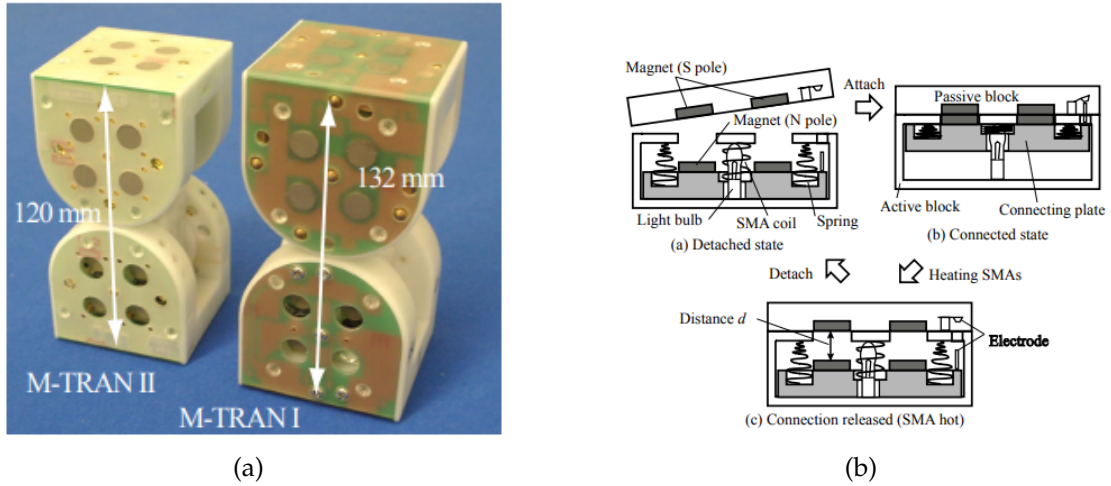 120 mm
132 mm
M-TRAN II
M-TRAN I
(a)
Magnet (S pole)
Attach
Passive block
Magnet (N pole)
Light bulb
SMA coil
Spring
Active block
Connecting plate
(a) Detached state
(b) Connected state
Detach
Heating SMAs
Distance d
Electrode
(c) Connection released (SMA hot)
(b)